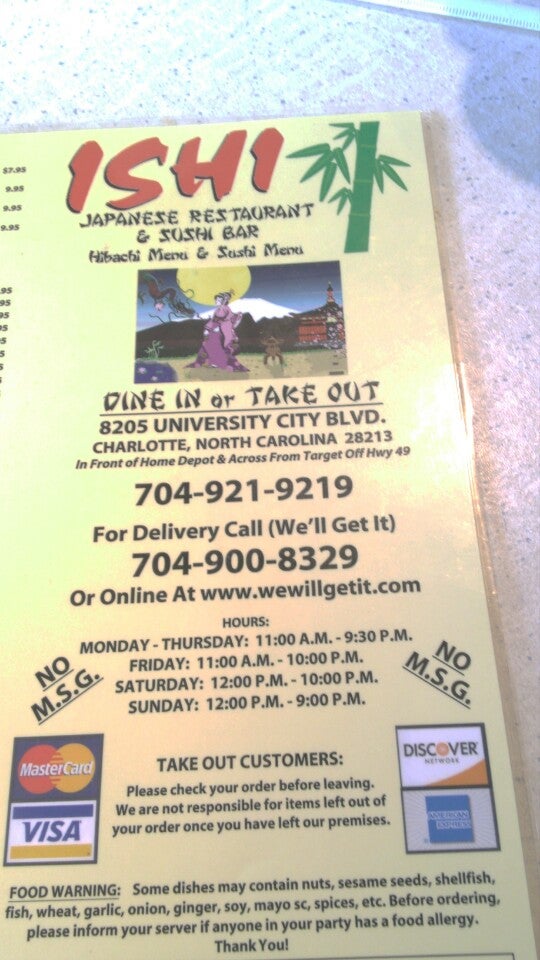 $7.95
9.95
9.95
9.95
ISHI
JAPANESE RESTAURANT
& SUSHI BAR
Hibachi Menu & Sushi Menu
DINE IN or TAKE OUT
8205 UNIVERSITY CITY BLVD.
CHARLOTTE, NORTH CAROLINA 28213
In Front of Home Depot & Across From Target Off Hwy 49
704-921-9219
For Delivery Call (We'll Get It)
704-900-8329
Or Online At www.wewillgetit.com
HOURS:
MONDAY - THURSDAY: 11:00 A.M. - 9:30 P.M.
FRIDAY: 11:00 A.M. - 10:00 P.M.
SATURDAY: 12:00 P.M. - 10:00 P.M.
SUNDAY: 12:00 P.M. - 9:00 P.M.
NO
M.S.G.
NO
M.S.G.
MasterCard
VISA
TAKE OUT CUSTOMERS:
Please check your order before leaving.
We are not responsible for items left out of
your order once you have left our premises.
DISCOVER
NETWORK
AMERICAN
EXPRESS
FOOD WARNING: Some dishes may contain nuts, sesame seeds, shellfish,
fish, wheat, garlic, onion, ginger, soy, mayo sc, spices, etc. Before ordering,
please inform your server if anyone in your party has a food allergy.
Thank You!